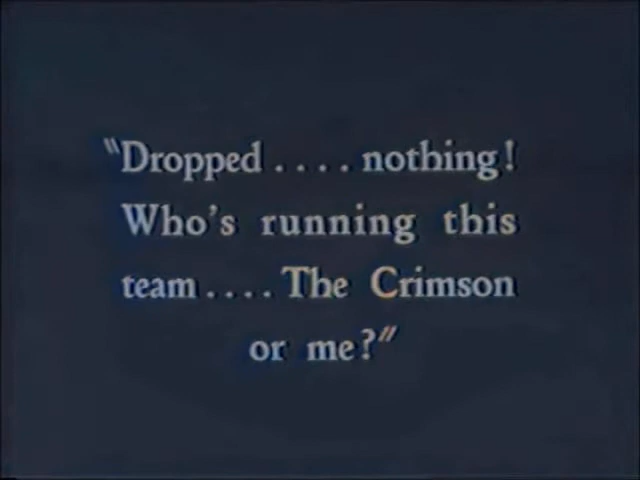 "Dropped .... nothing!
Who's running this
team .... The Crimson
or me?"